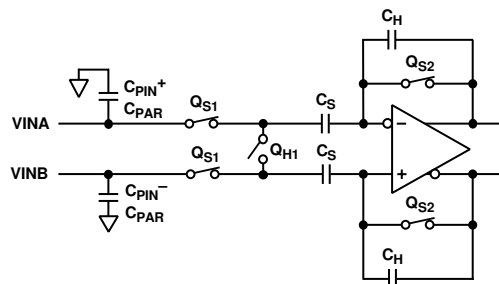 CH
QS2
CPIN+
CPAR
QS1
CS
VINA
−
QH1
QS1
CS
VINB
+
CPIN−
CPAR
QS2
CH